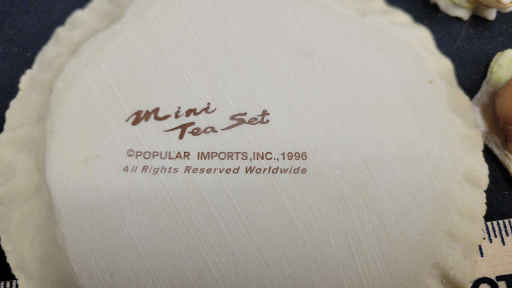 Mini
Tea Set
©POPULAR IMPORTS,INC.,1996
All Rights Reserved Worldwide